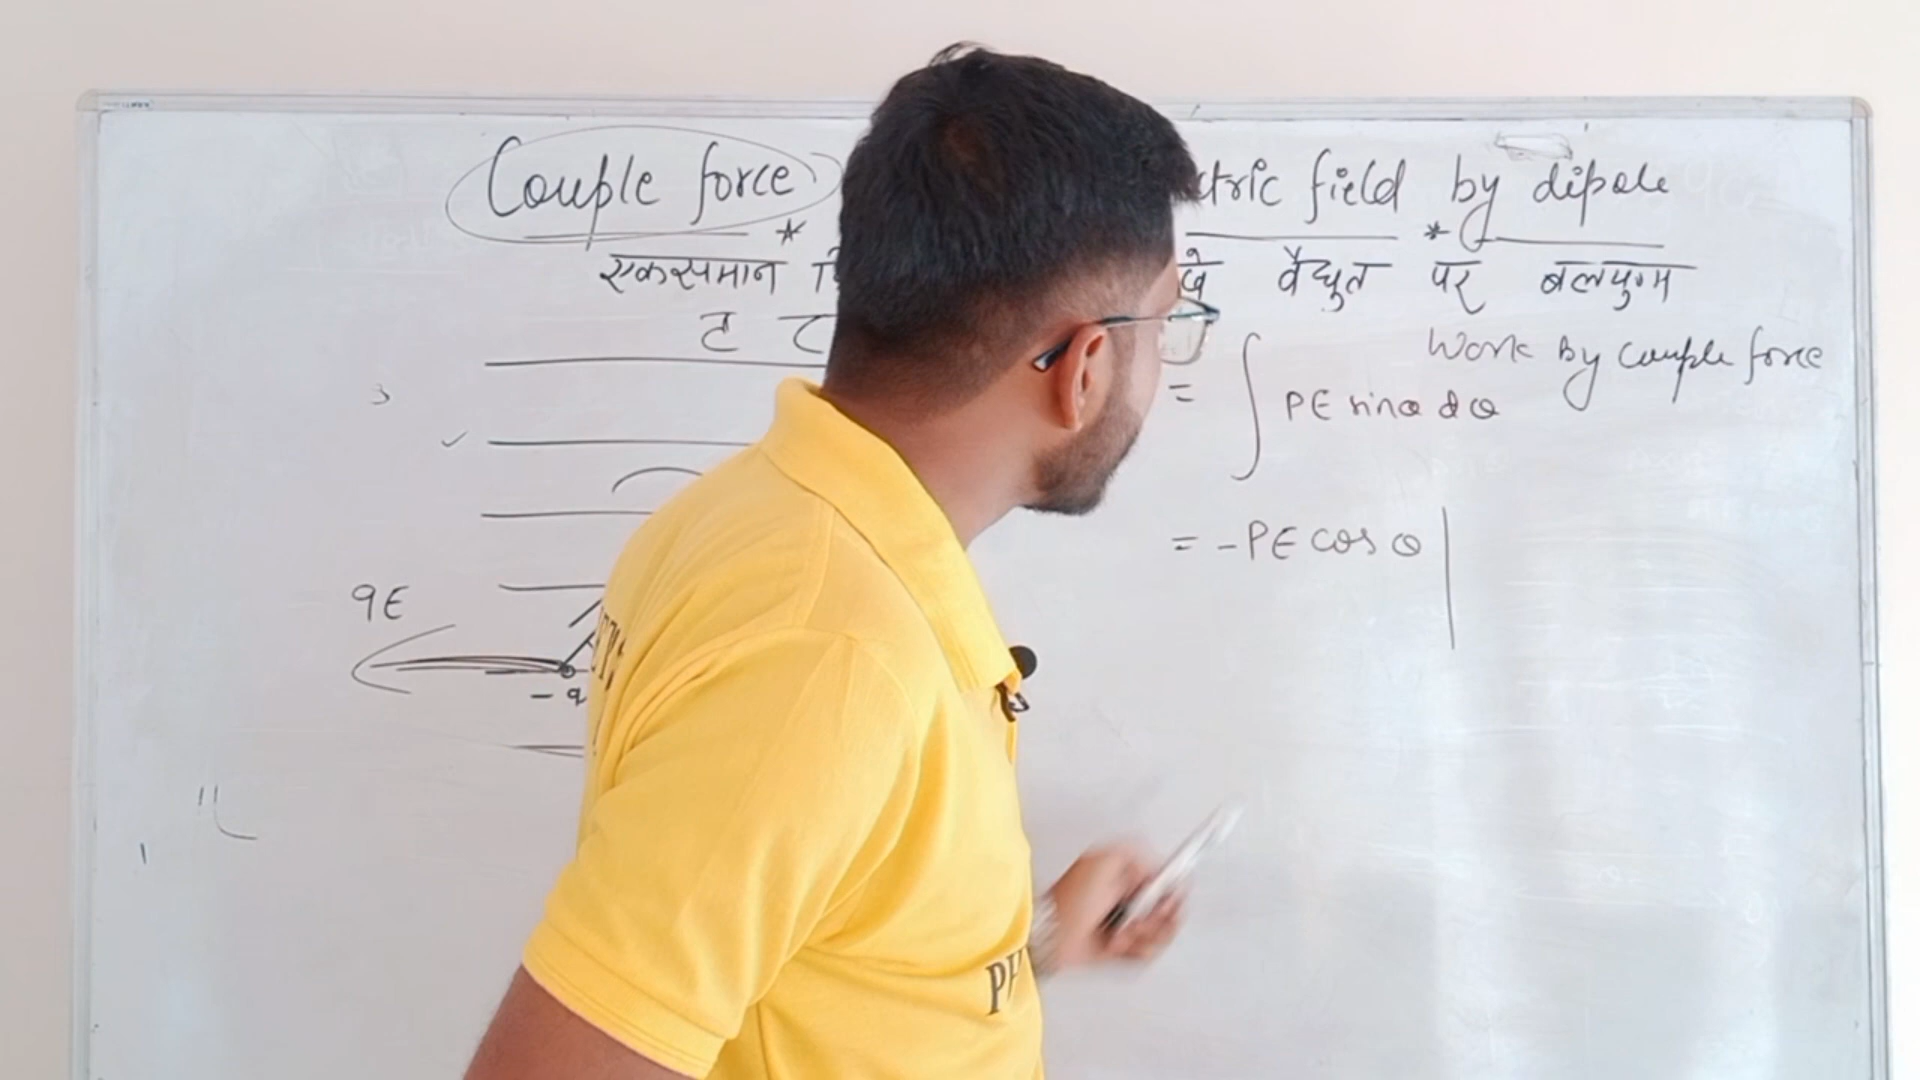 Couple force ctric field by dipole
* *
एकसमान खे वैद्युत पर बलयुग्म
Work By Couple force
= ∫ PE sinθ dθ
= -PE cosθ |
qE
-q
PH